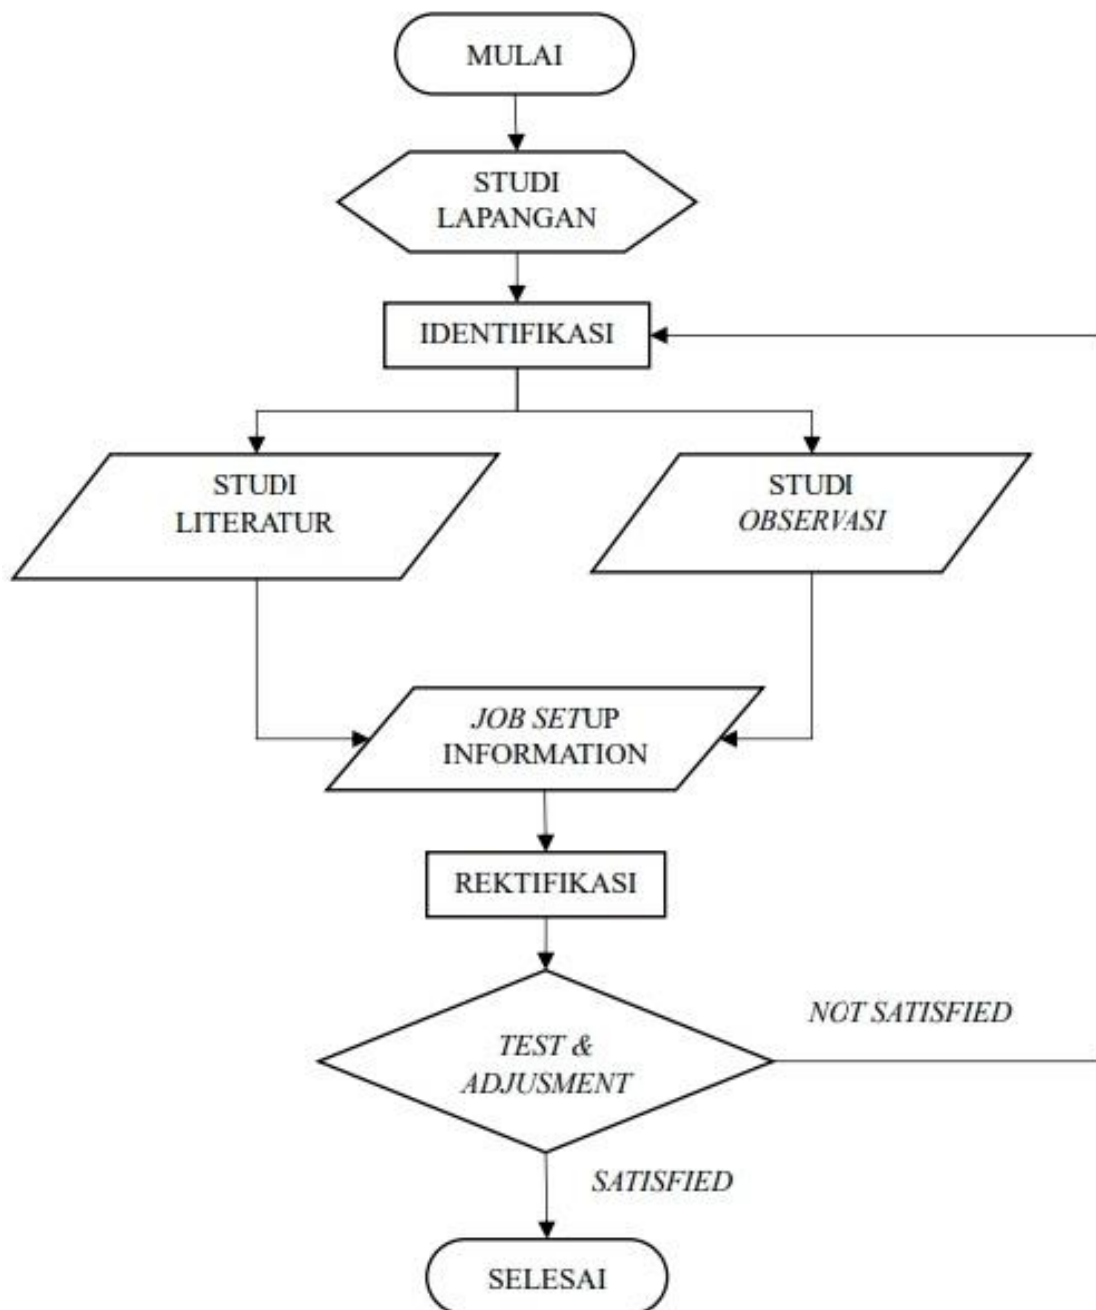 MULAI
STUDI
LAPANGAN
IDENTIFIKASI
STUDI
LITERATUR
STUDI
OBSERVASI
JOB SETUP
INFORMATION
REKTIFIKASI
TEST &
ADJUSMENT
NOT SATISFIED
SATISFIED
SELESAI